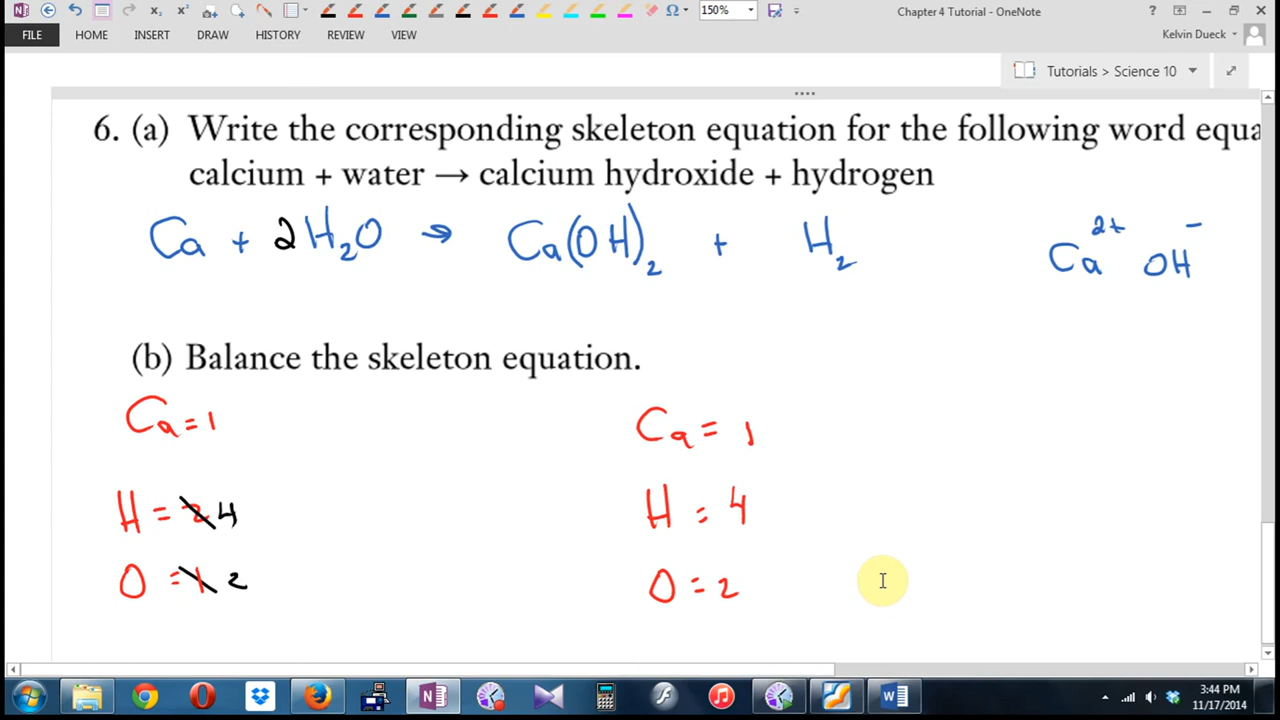 150% Chapter 4 Tutorial - OneNote ?
FILE HOME INSERT DRAW HISTORY REVIEW VIEW Kelvin Dueck
Tutorials > Science 10
6. (a) Write the corresponding skeleton equation for the following word equa
calcium + water → calcium hydroxide + hydrogen
Ca + 2H₂O → Ca(OH)₂ + H₂ Ca²⁺ OH⁻
(b) Balance the skeleton equation.
Ca = 1 Ca = 1
H = 2 4 H = 4
O = 1 2 O = 2
3:44 PM
11/17/2014